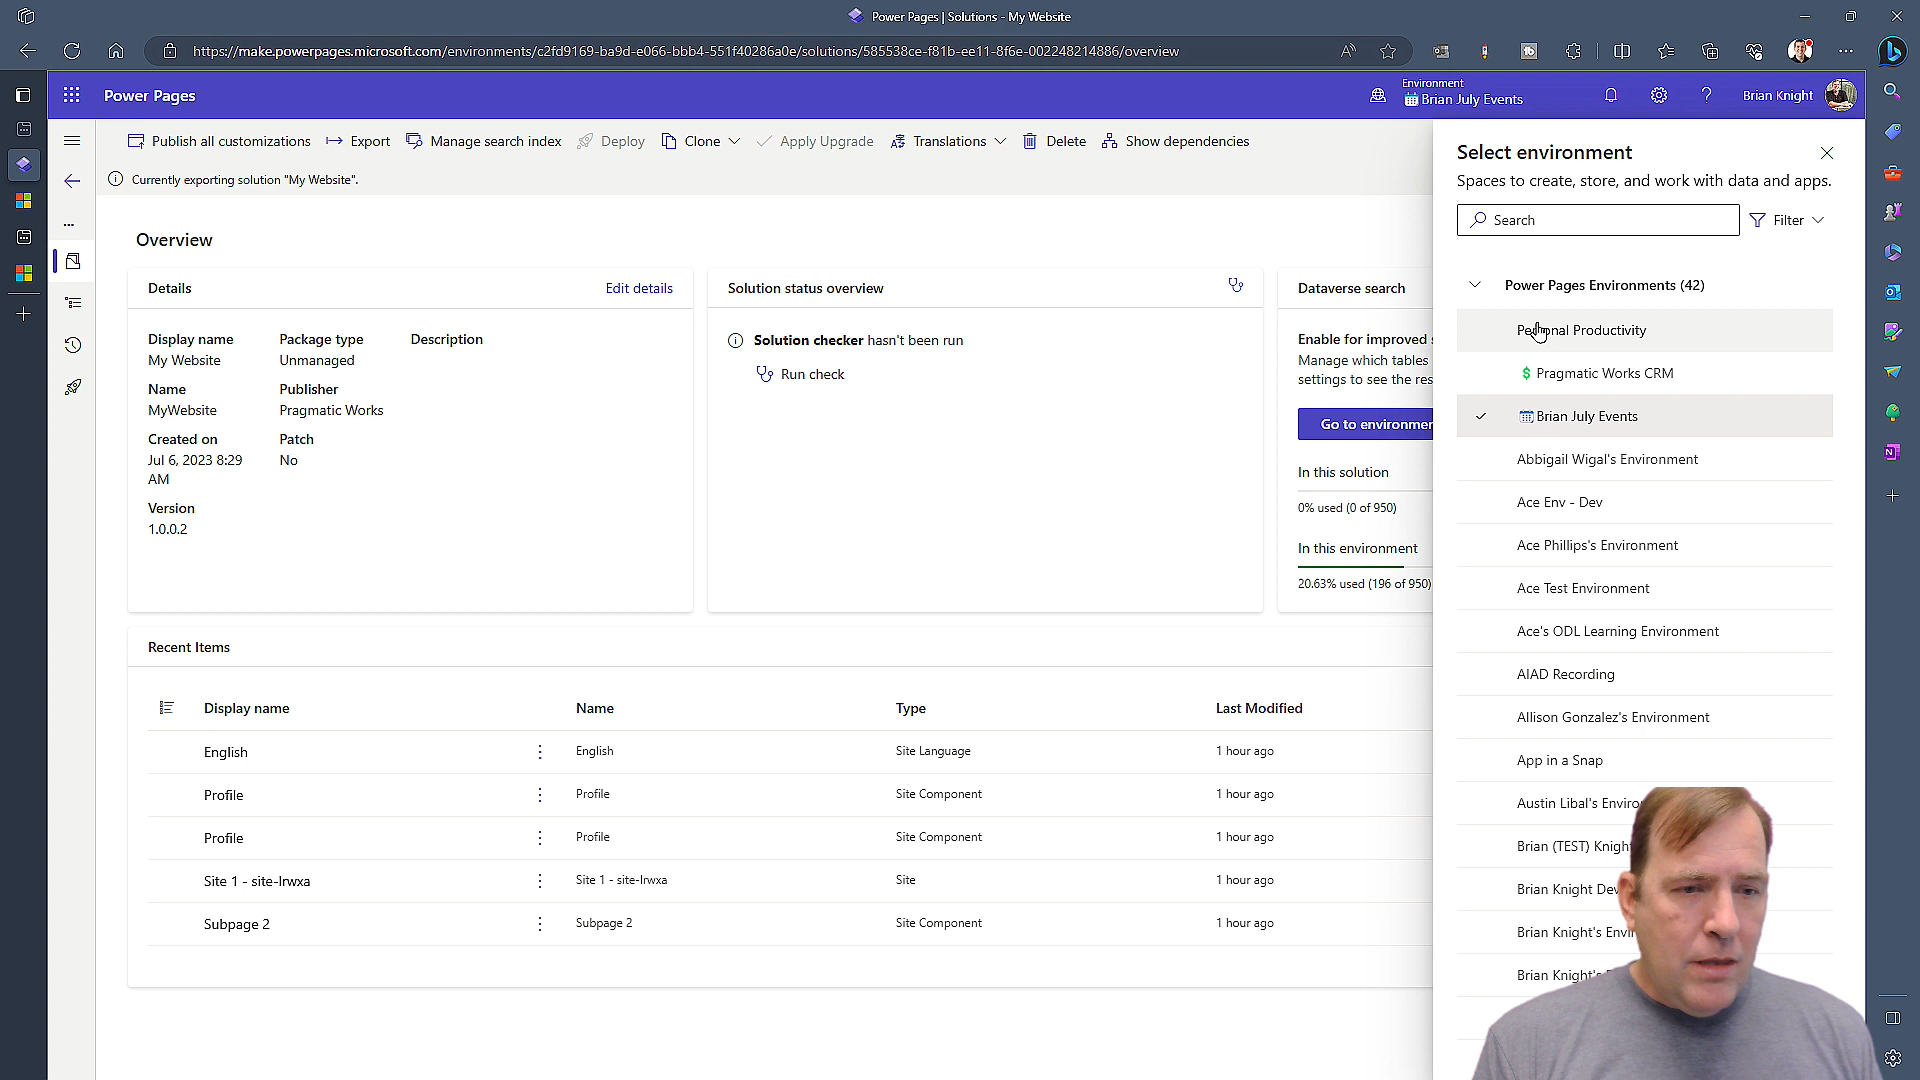 Power Pages | Solutions - My Website
https://make.powerpages.microsoft.com/environments/c2fd9169-ba9d-e066-bbb4-551f40286a0e/solutions/585538ce-f81b-ee11-8f6e-002248214886/overview
Power Pages
Environment
Brian July Events
Brian Knight
Publish all customizations
Export
Manage search index
Deploy
Clone
Apply Upgrade
Translations
Delete
Show dependencies
Currently exporting solution "My Website".
Overview
Details
Edit details
Display name
My Website
Package type
Unmanaged
Description
Name
MyWebsite
Publisher
Pragmatic Works
Created on
Jul 6, 2023 8:29
AM
Patch
No
Version
1.0.0.2
Solution status overview
Solution checker hasn't been run
Run check
Dataverse search
Enable for improved
Manage which tables
settings to see the
Go to
In this solution
0% used (0 of 950)
In this environment
20.63% used (196 of 950)
Recent Items
Display name
Name
Type
Last Modified
English
English
Site Language
1 hour ago
Profile
Profile
Site Component
1 hour ago
Profile
Profile
Site Component
1 hour ago
Site 1 - site-lrwxa
Site 1 - site-lrwxa
Site
1 hour ago
Subpage 2
Subpage 2
Site Component
1 hour ago
Select environment
Spaces to create, store, and work with data and apps.
Search
Filter
Power Pages Environments (42)
Personal Productivity
$ Pragmatic Works CRM
Brian July Events
Abbigail Wigal's Environment
Ace Env - Dev
Ace Phillips's Environment
Ace Test Environment
Ace's ODL Learning Environment
AIAD Recording
Allison Gonzalez's Environment
App in a Snap
Austin Libal's
Brian (TEST)
Brian Knight
Brian Knight's
Brian